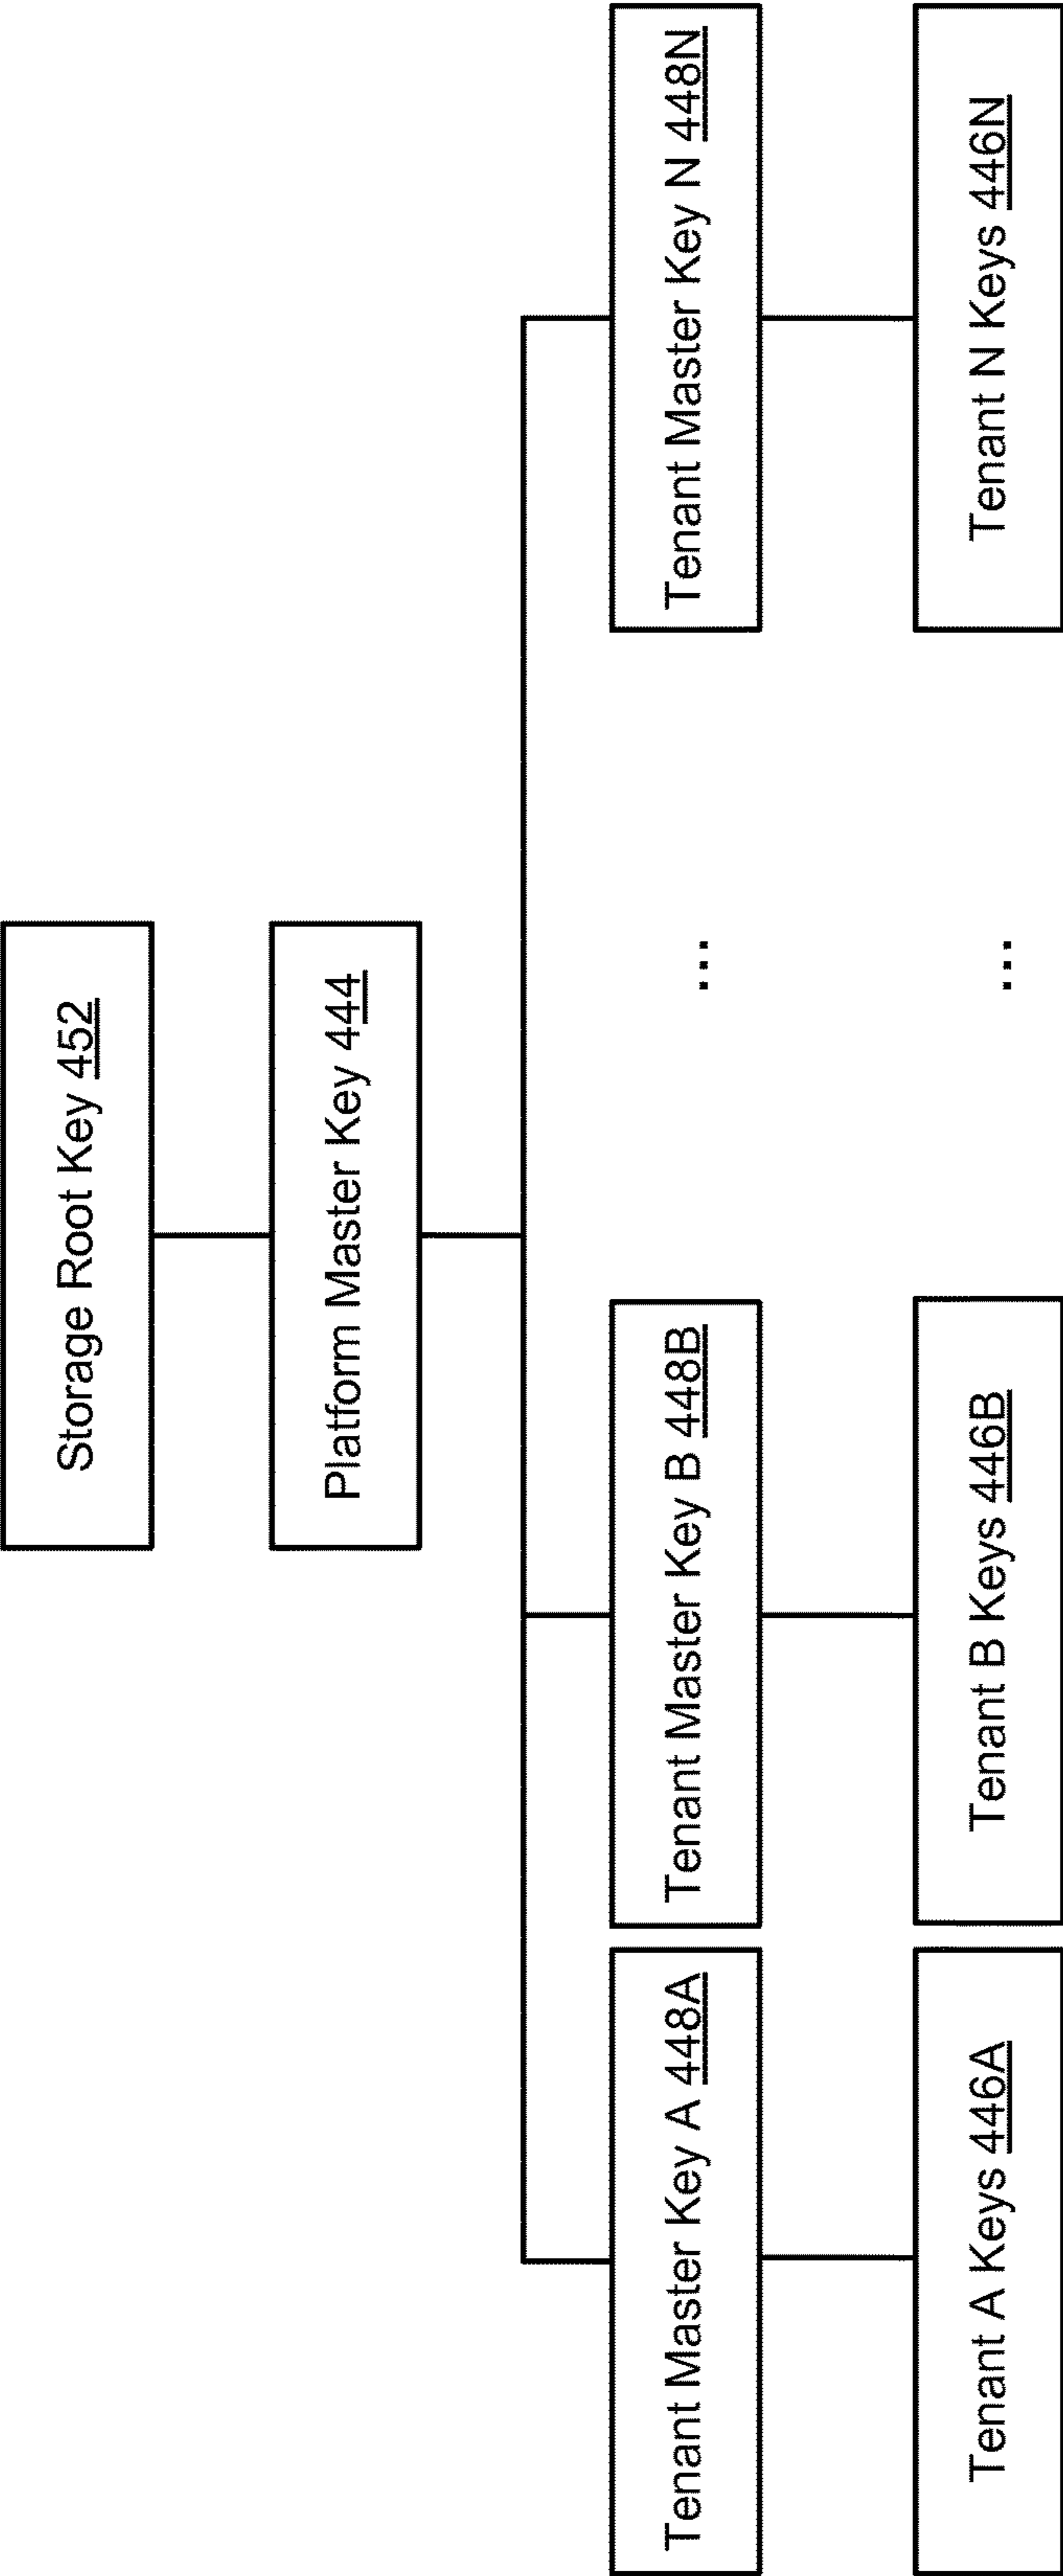 Storage Root Key 452
Platform Master Key 444
Tenant Master Key A 448A
Tenant Master Key B 448B
...
Tenant Master Key N 448N
Tenant A Keys 446A
Tenant B Keys 446B
...
Tenant N Keys 446N